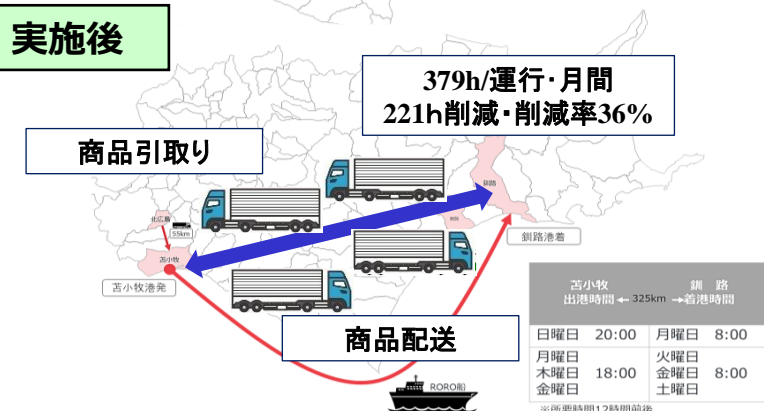 実施後
379h/運行・月間
221h削減・削減率36%
商品引取り
釧路
北広島
55km
苫小牧
釧路港着
苫小牧港発
商品配送
RORO船
苫小牧 釧路
出港時間 ← 325km → 着港時間
日曜日 20:00 月曜日 8:00
月曜日 火曜日
木曜日 18:00 金曜日 8:00
金曜日 土曜日
※所要時間12時間前後